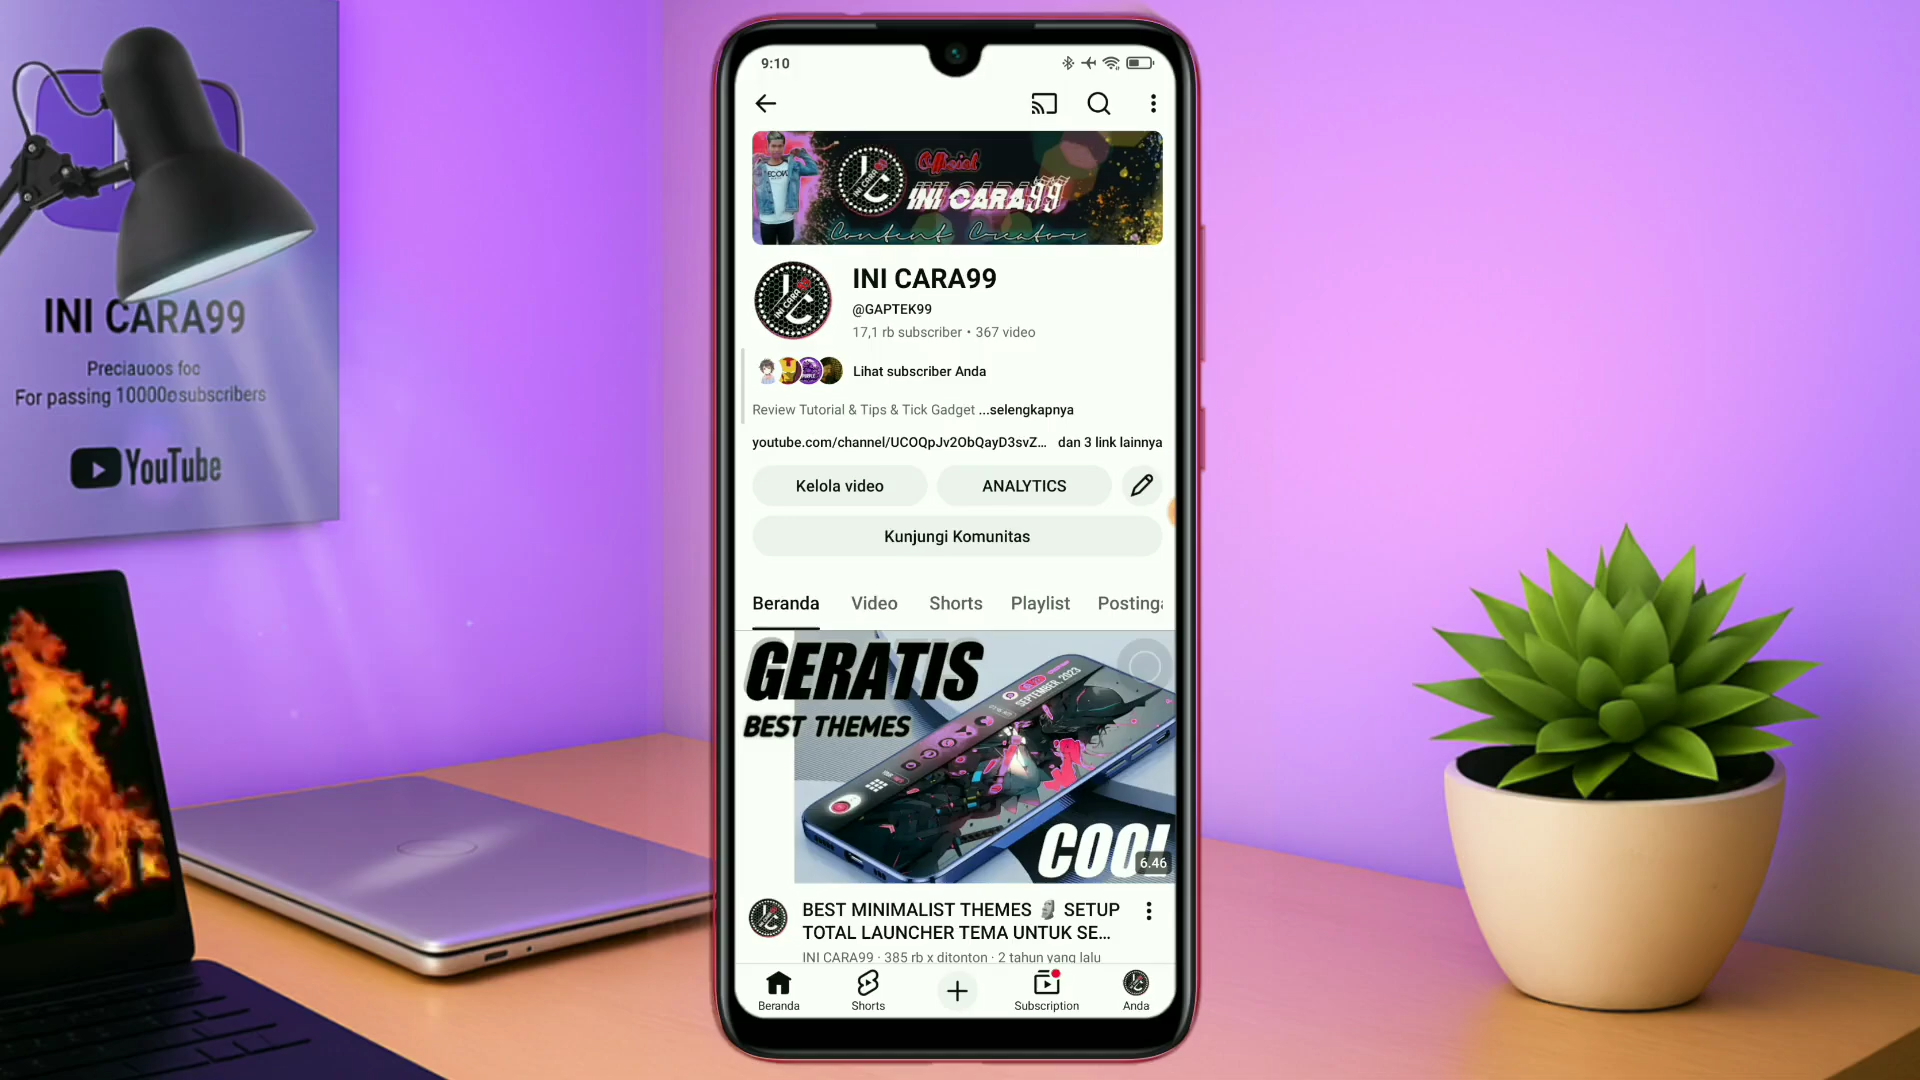 INI CARA99
Preciauoos foc
For passing 10000osubscribers
YouTube
9:10
Official
INI CARA99
Content Creator
INI CARA99
INI CARA99
@GAPTEK99
17,1 rb subscriber • 367 video
Lihat subscriber Anda
Review Tutorial & Tips & Tick Gadget ...selengkapnya
youtube.com/channel/UCOQpJv2ObQayD3svZ... dan 3 link lainnya
Kelola video
ANALYTICS
Kunjungi Komunitas
Beranda
Video
Shorts
Playlist
Posting
GERATIS
BEST THEMES
SEPTEMBER, 2023
COOL
6.46
BEST MINIMALIST THEMES 🗿 SETUP
TOTAL LAUNCHER TEMA UNTUK SE...
INI CARA99 · 385 rb x ditonton · 2 tahun yang lalu
Beranda
Shorts
Subscription
Anda